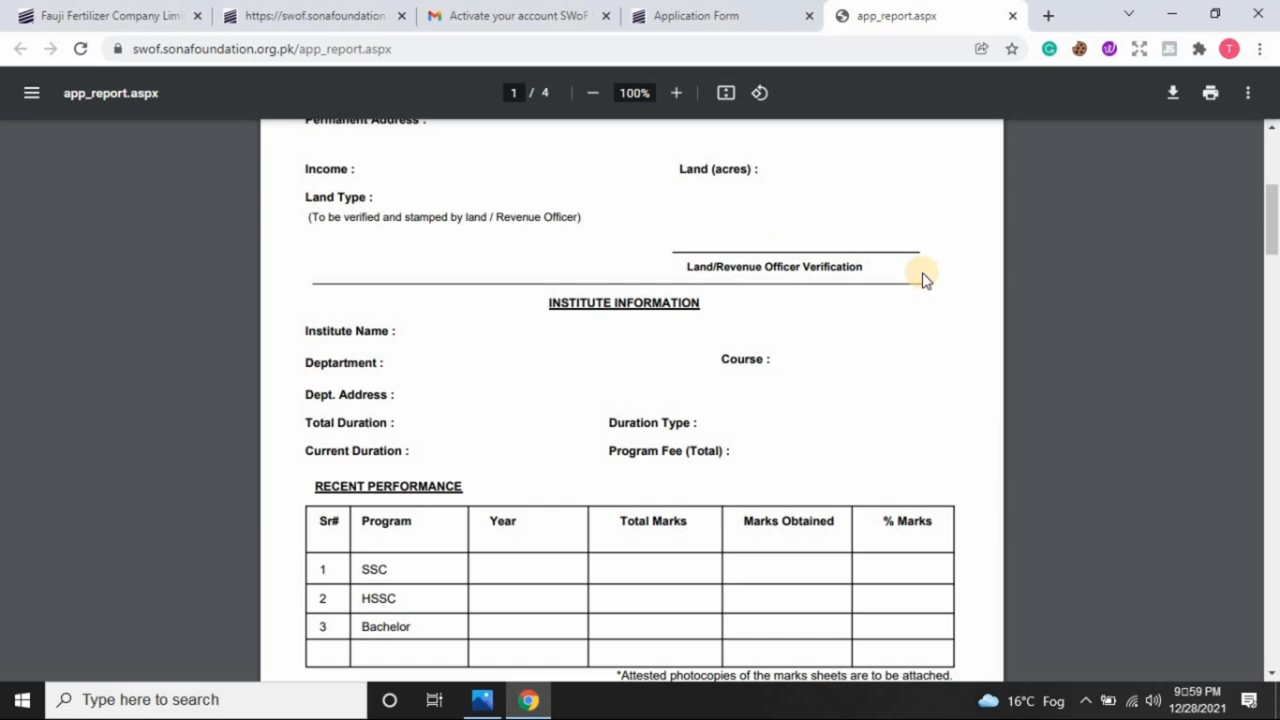 Fauji Fertilizer Company Limi
https://swof.sonafoundation.
Activate your account SWoF
Application Form
app_report.aspx
swof.sonafoundation.org.pk/app_report.aspx
T
app_report.aspx
1 / 4
100%
Permanent Address :
Income :
Land (acres) :
Land Type :
(To be verified and stamped by land / Revenue Officer)
Land/Revenue Officer Verification
INSTITUTE INFORMATION
Institute Name :
Deptartment :
Course :
Dept. Address :
Total Duration :
Duration Type :
Current Duration :
Program Fee (Total) :
RECENT PERFORMANCE
Sr# Program Year Total Marks Marks Obtained % Marks
1 SSC
2 HSSC
3 Bachelor
*Attested photocopies of the marks sheets are to be attached.
Type here to search
16°C Fog
9:59 PM
12/28/2021